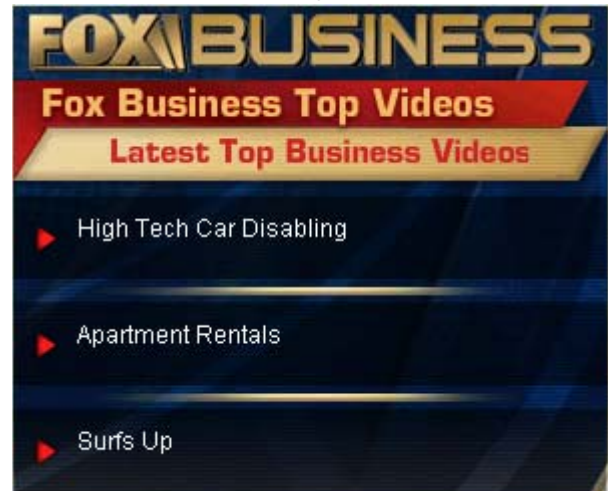 FOX BUSINESS
Fox Business Top Videos
Latest Top Business Videos
High Tech Car Disabling
Apartment Rentals
Surfs Up